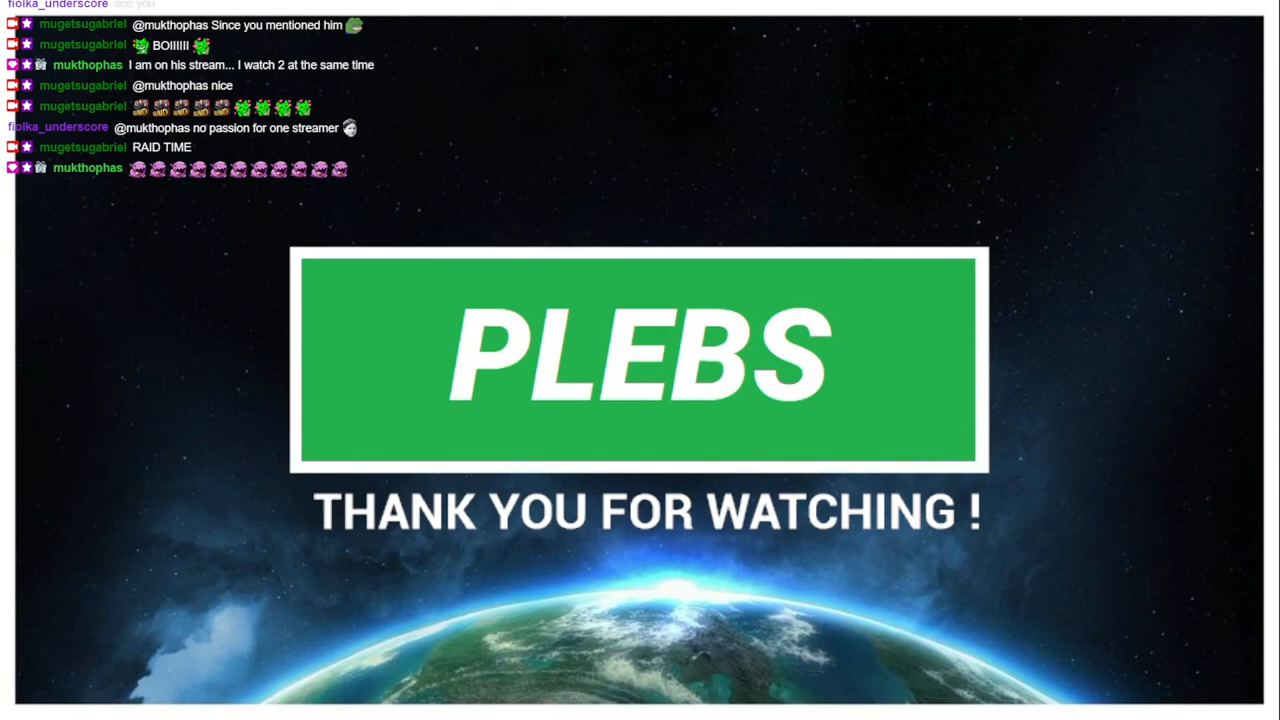 fiolka_underscore see you
mugetsugabriel @mukthophas Since you mentioned him
mugetsugabriel BOIIIIII
mukthophas I am on his stream... I watch 2 at the same time
mugetsugabriel @mukthophas nice
mugetsugabriel
fiolka_underscore @mukthophas no passion for one streamer
mugetsugabriel RAID TIME
mukthophas
PLEBS
THANK YOU FOR WATCHING !